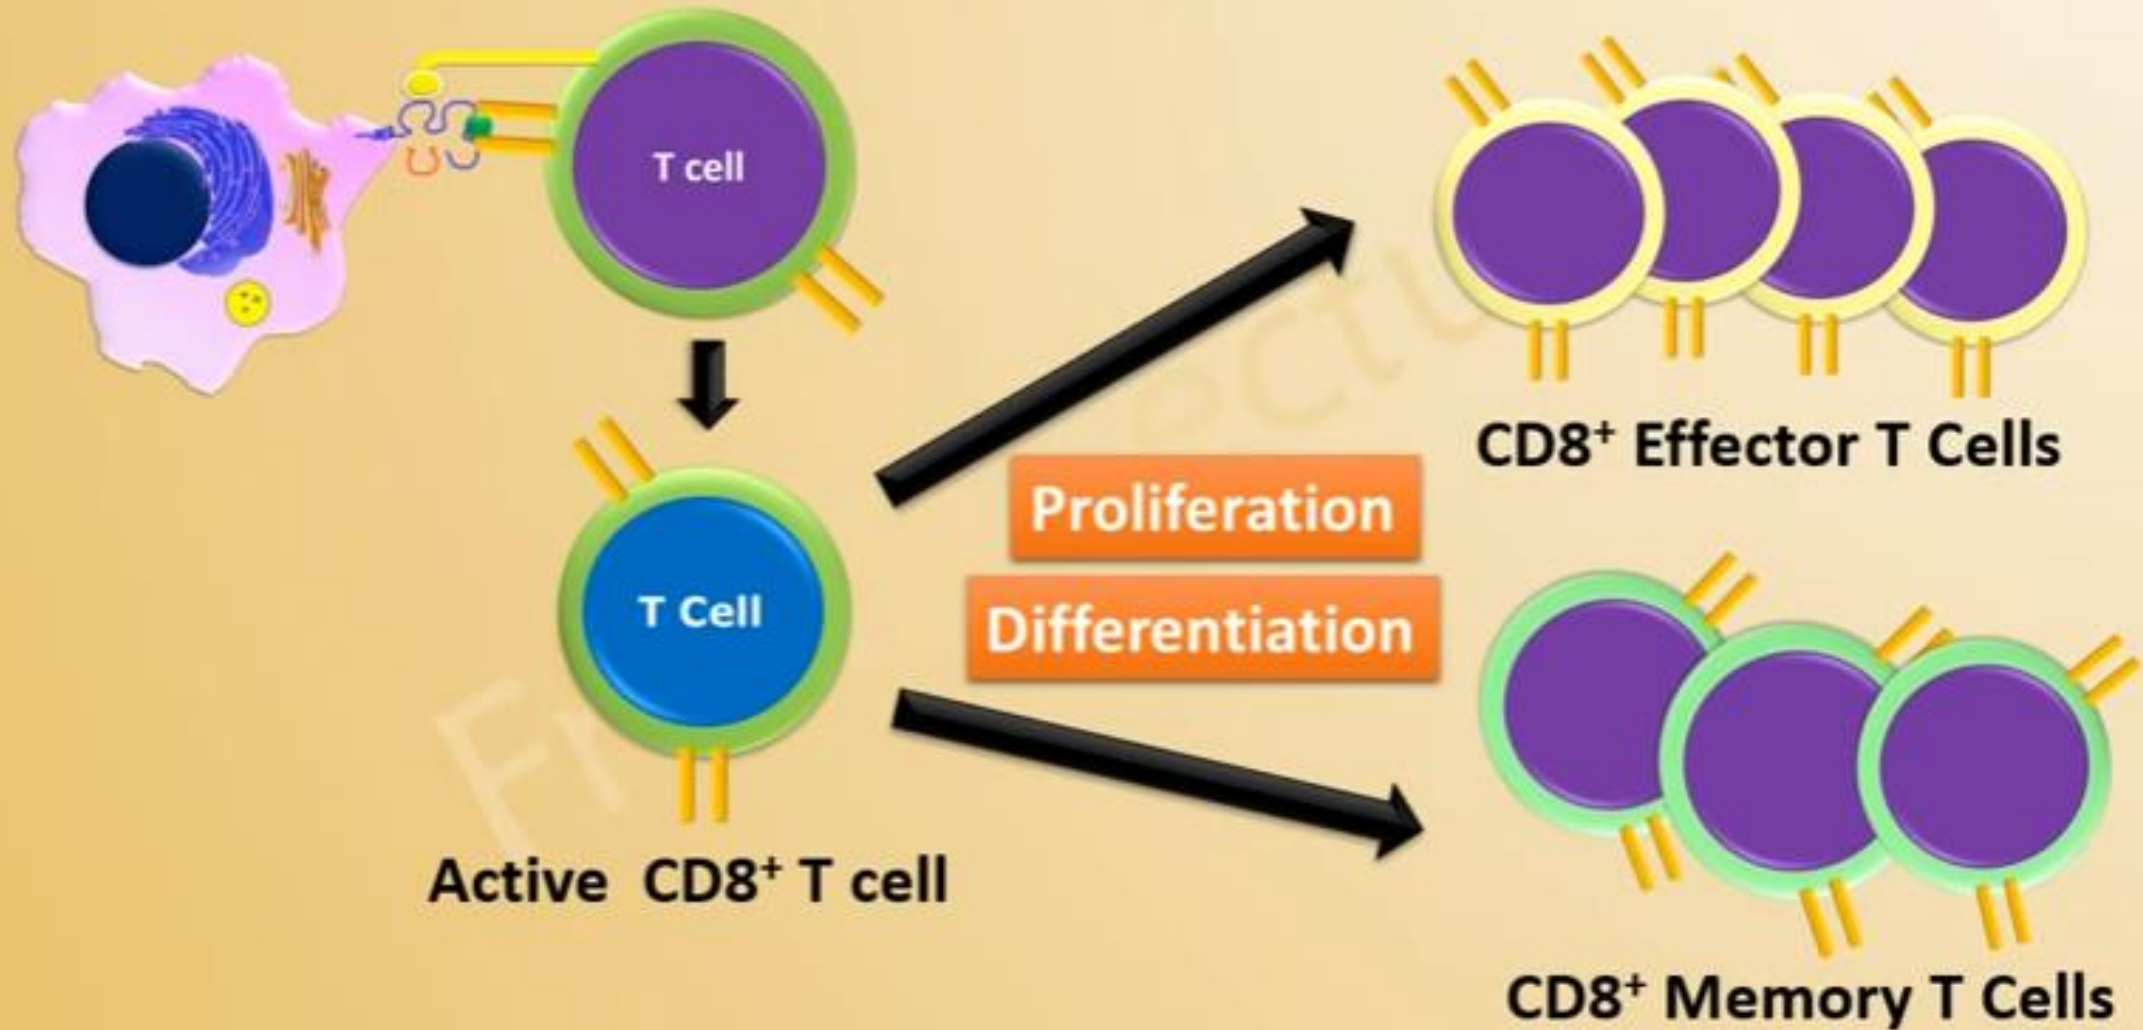 T cell
CD8⁺ Effector T Cells
Proliferation
Differentiation
T Cell
Active CD8⁺ T cell
CD8⁺ Memory T Cells